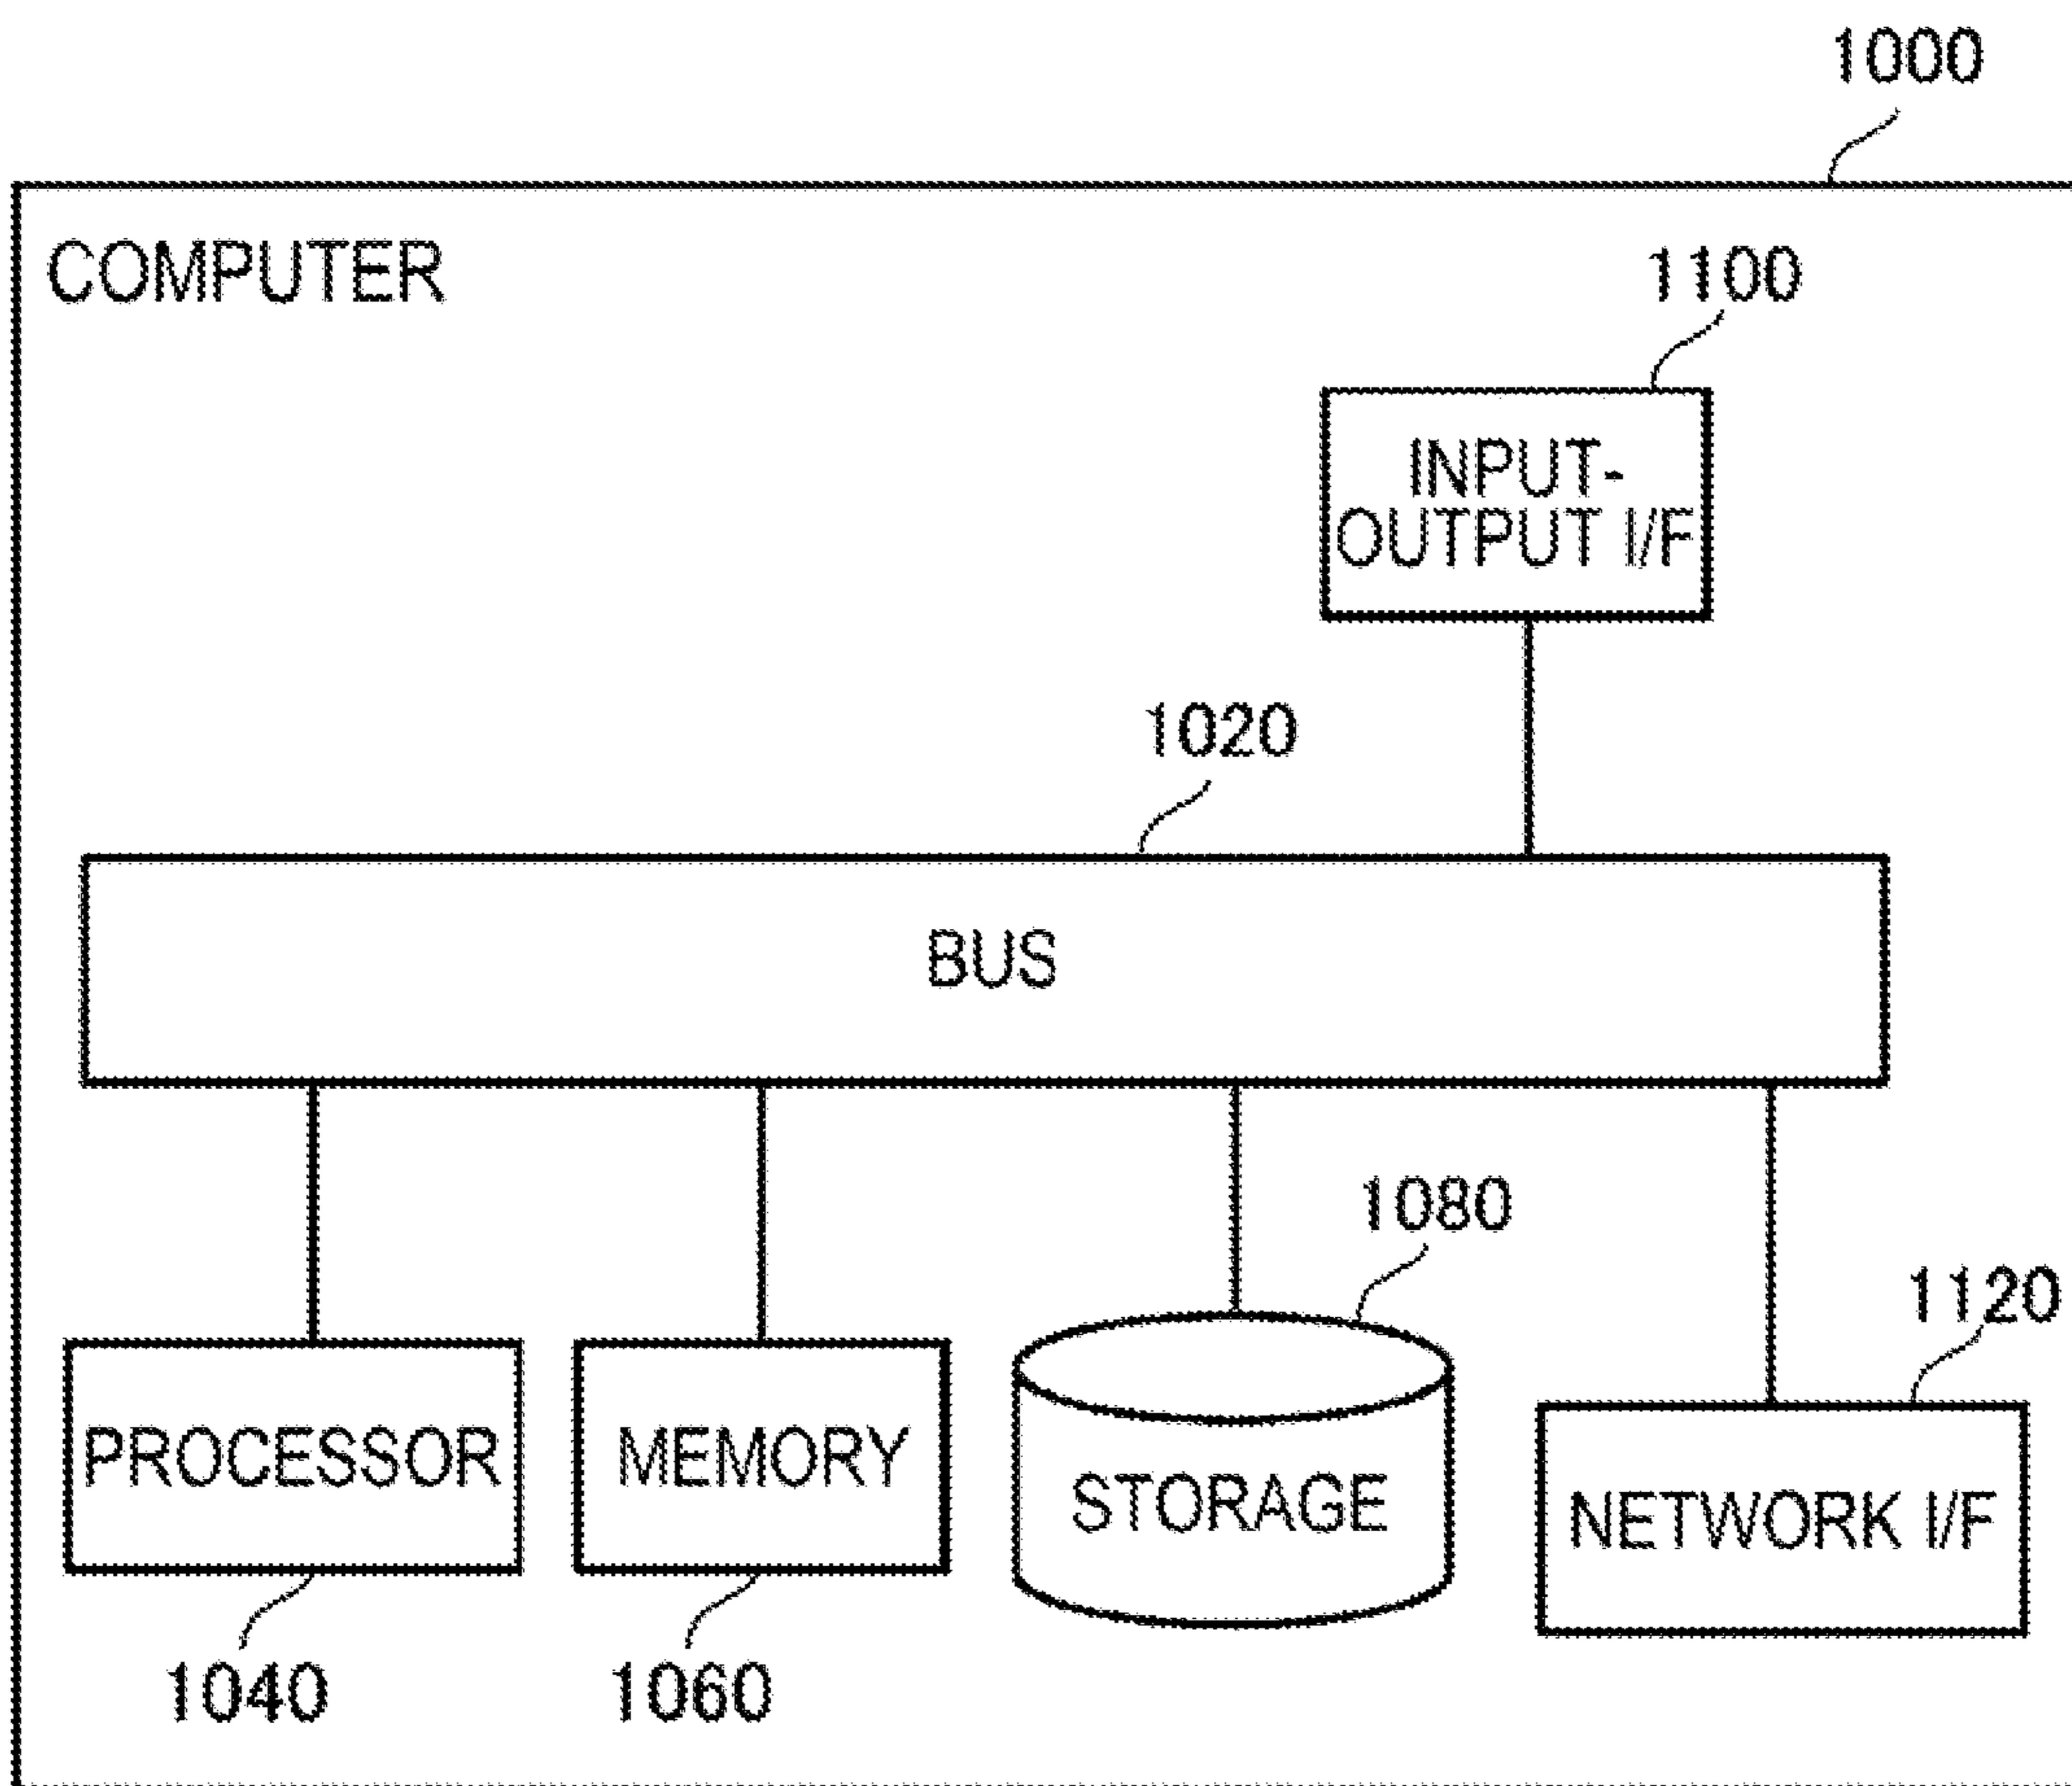 1000
COMPUTER
1100
INPUT-
OUTPUT I/F
1020
BUS
1080
1120
PROCESSOR
MEMORY
STORAGE
NETWORK I/F
1040
1060